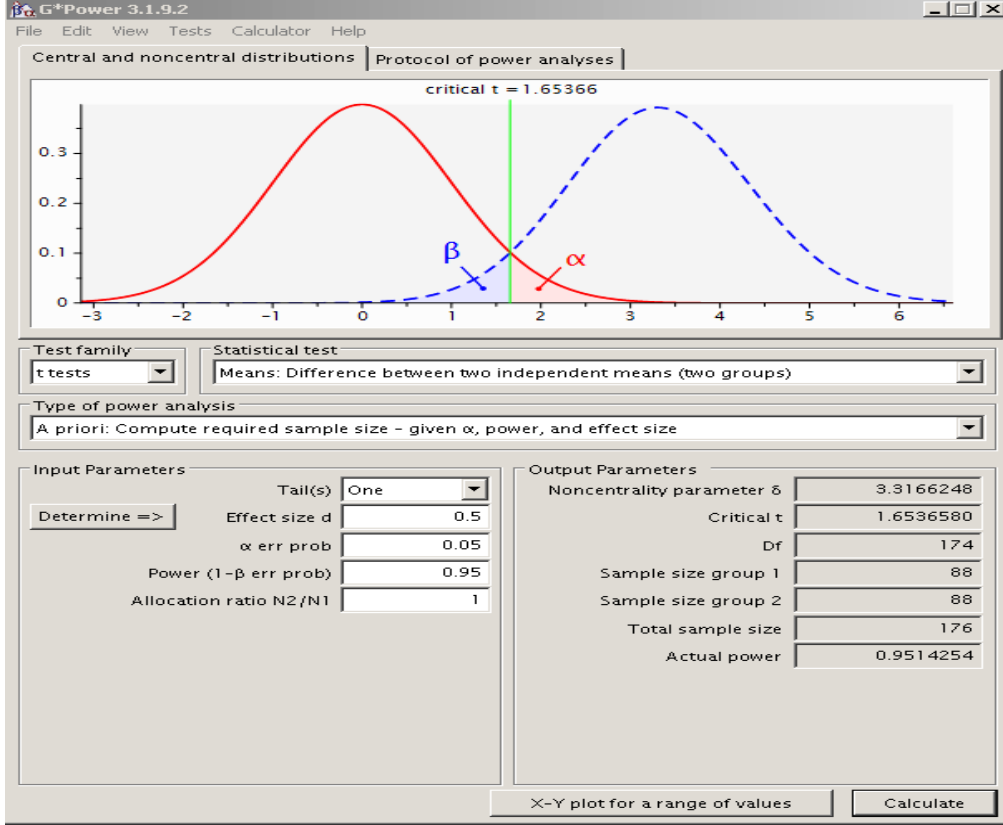 G*Power 3.1.9.2
File Edit View Tests Calculator Help
Central and noncentral distributions Protocol of power analyses
critical t = 1.65366
0.3
0.2
0.1
0
β
α
-3 -2 -1 0 1 2 3 4 5 6
Test family
t tests
Statistical test
Means: Difference between two independent means (two groups)
Type of power analysis
A priori: Compute required sample size - given α, power, and effect size
Input Parameters
Tail(s) One
Determine => Effect size d 0.5
α err prob 0.05
Power (1-β err prob) 0.95
Allocation ratio N2/N1 1
Output Parameters
Noncentrality parameter δ 3.3166248
Critical t 1.6536580
Df 174
Sample size group 1 88
Sample size group 2 88
Total sample size 176
Actual power 0.9514254
X-Y plot for a range of values Calculate